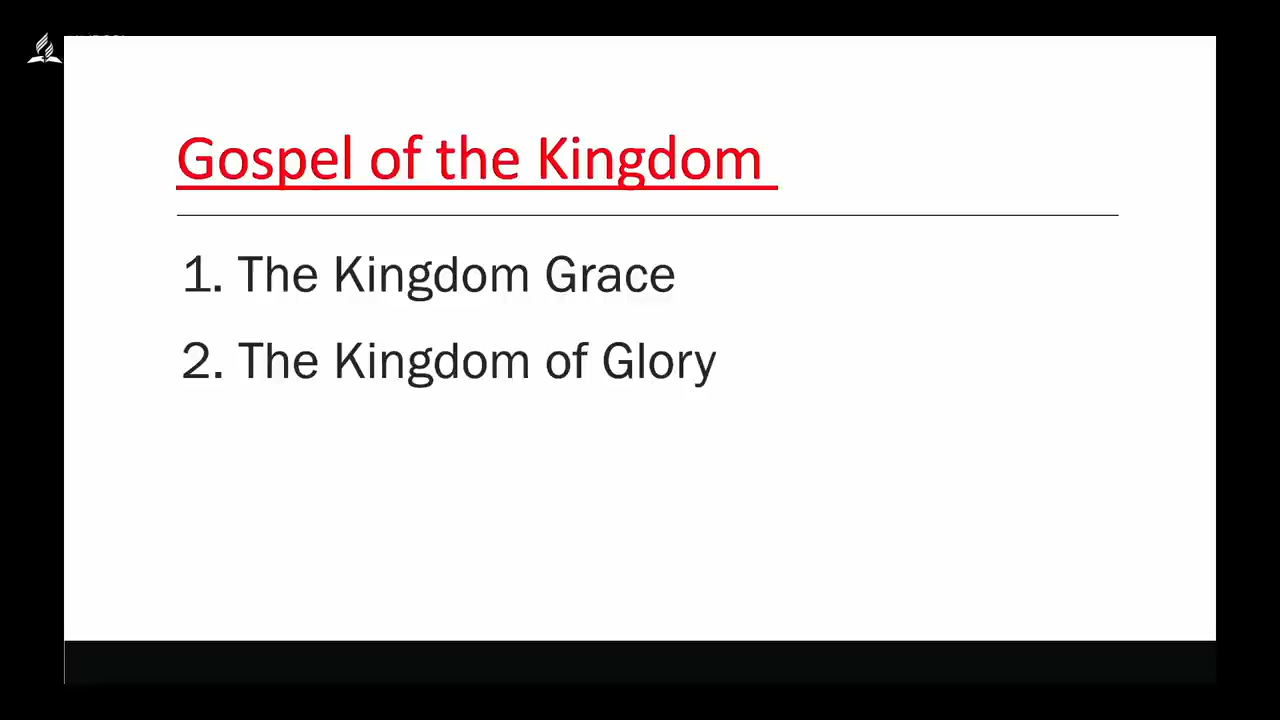 Gospel of the Kingdom
1. The Kingdom Grace
2. The Kingdom of Glory